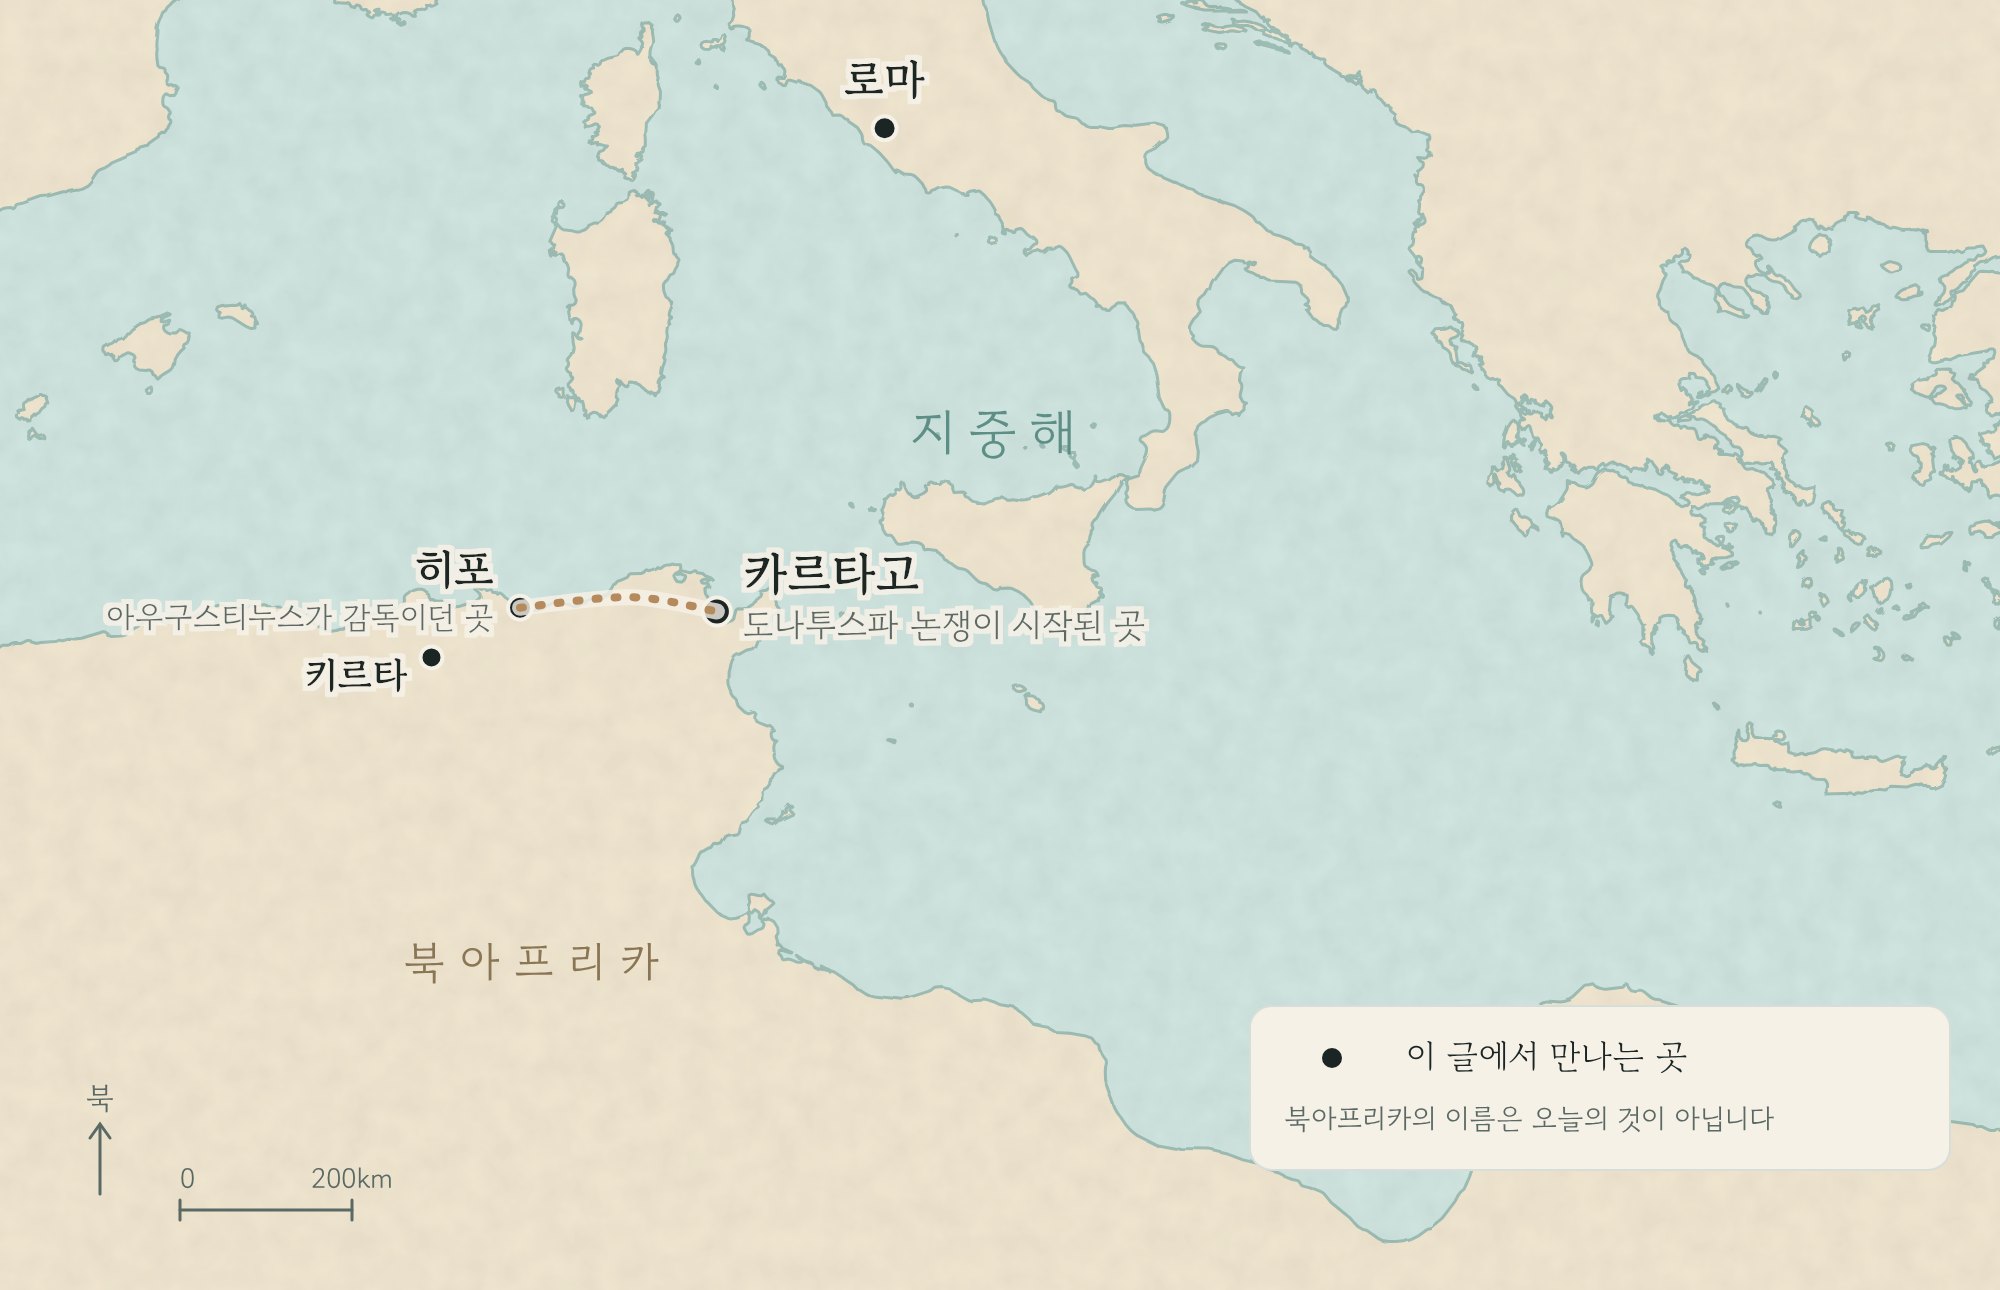 로마
지중해
히포
아우구스티누스가 감독이던 곳
카르타고
도나투스파 논쟁이 시작된 곳
키르타
북아프리카
북
0 200km
이 글에서 만나는 곳
북아프리카의 이름은 오늘의 것이 아닙니다